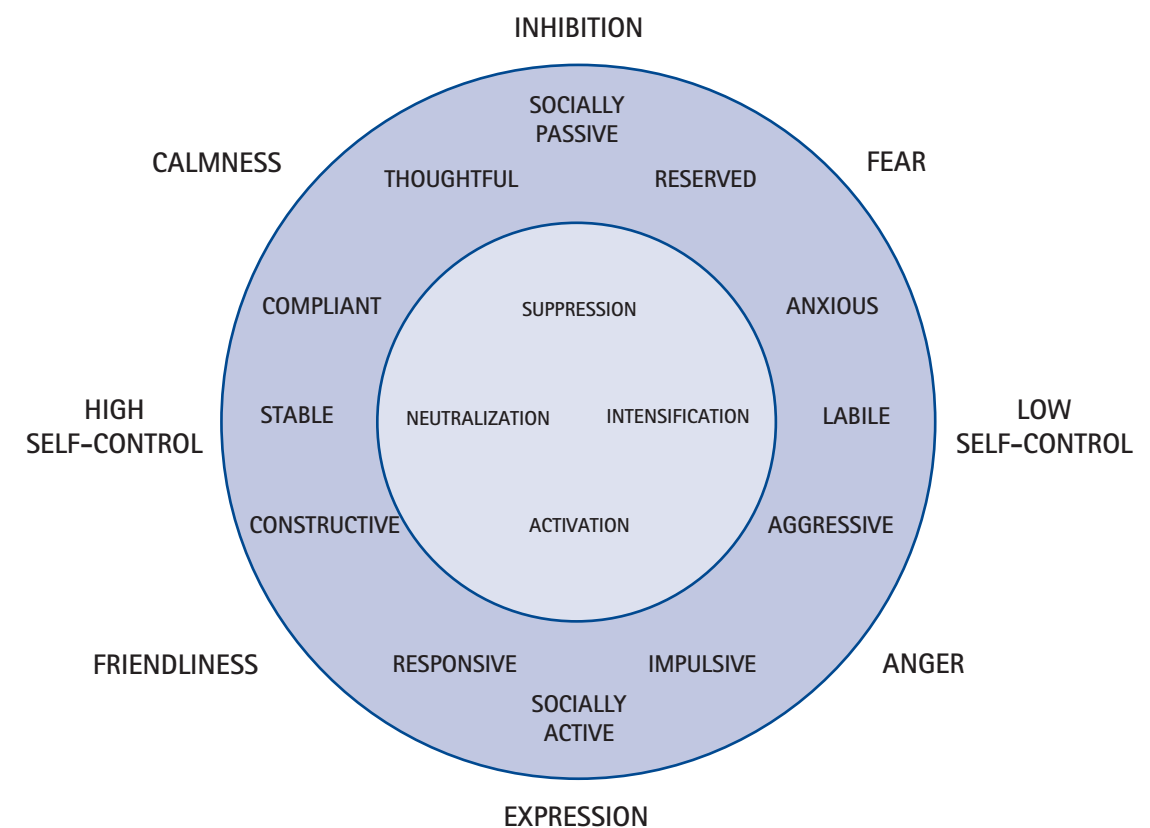 INHIBITION
SOCIALLY
PASSIVE
CALMNESS
FEAR
THOUGHTFUL
RESERVED
COMPLIANT
SUPPRESSION
ANXIOUS
HIGH
SELF-CONTROL
STABLE
NEUTRALIZATION
INTENSIFICATION
LABILE
LOW
SELF-CONTROL
CONSTRUCTIVE
ACTIVATION
AGGRESSIVE
FRIENDLINESS
RESPONSIVE
IMPULSIVE
ANGER
SOCIALLY
ACTIVE
EXPRESSION